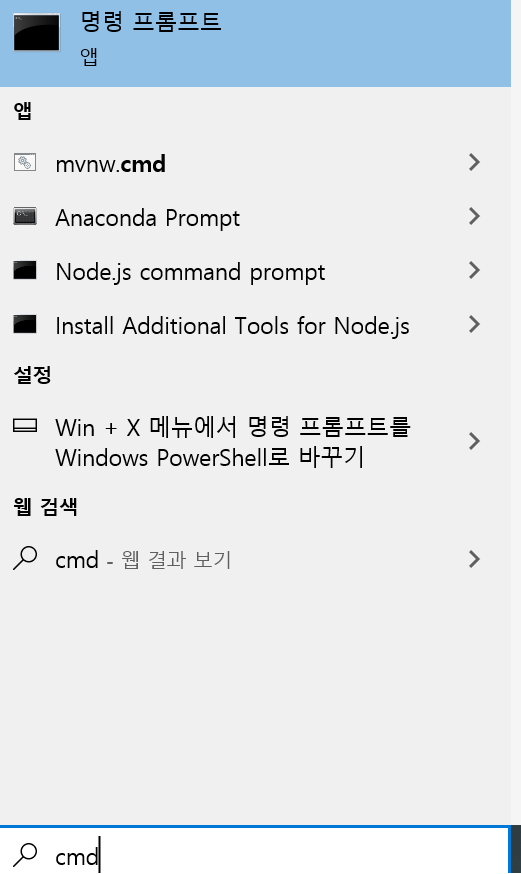 명령 프롬프트
앱
앱
mvnw.cmd
Anaconda Prompt
Node.js command prompt
Install Additional Tools for Node.js
설정
Win + X 메뉴에서 명령 프롬프트를
Windows PowerShell로 바꾸기
웹 검색
cmd - 웹 결과 보기
cmd